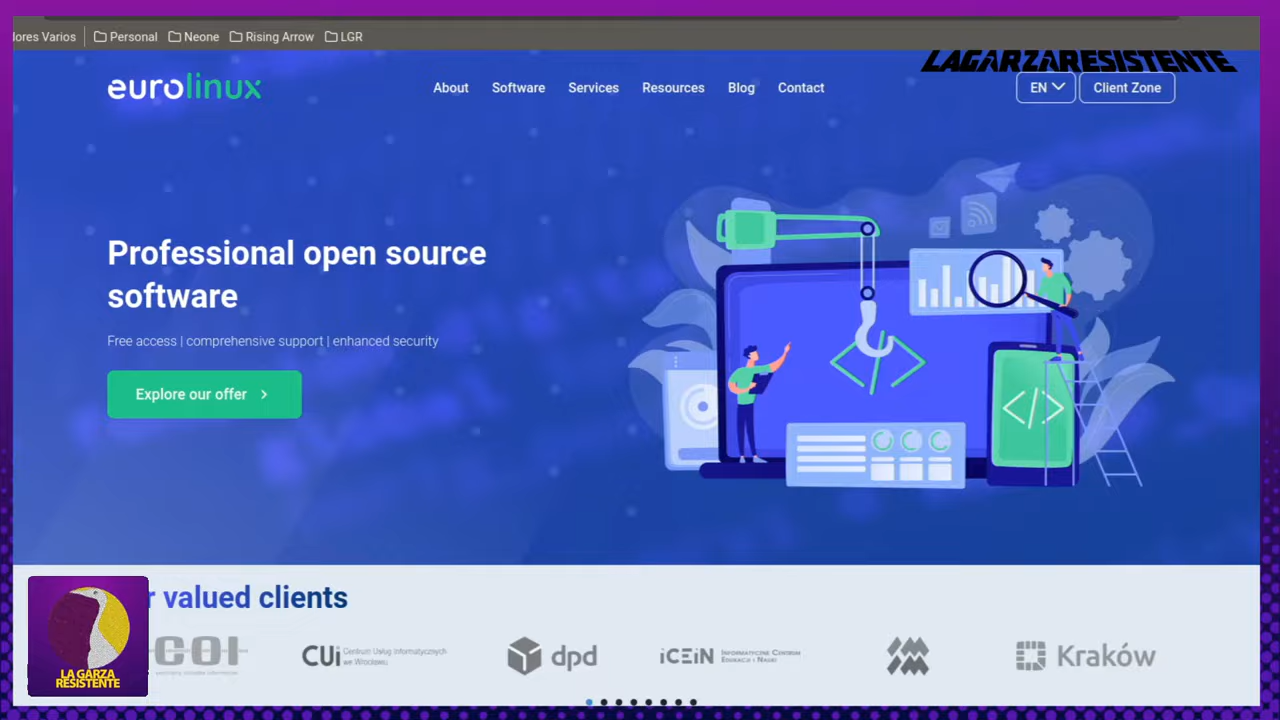 lores Varios
Personal
Neone
Rising Arrow
LGR
LAGARZARESISTENTE
eurolinux
About
Software
Services
Resources
Blog
Contact
EN
Client Zone
Professional open source
software
Free access | comprehensive support | enhanced security
Explore our offer
r valued clients
COI
CUi Centrum Usług Informatycznych
we Wrocławiu
dpd
iCEiN Informatyczne Centrum
Edukacji i Nauki
Kraków
LA GARZA
RESISTENTE